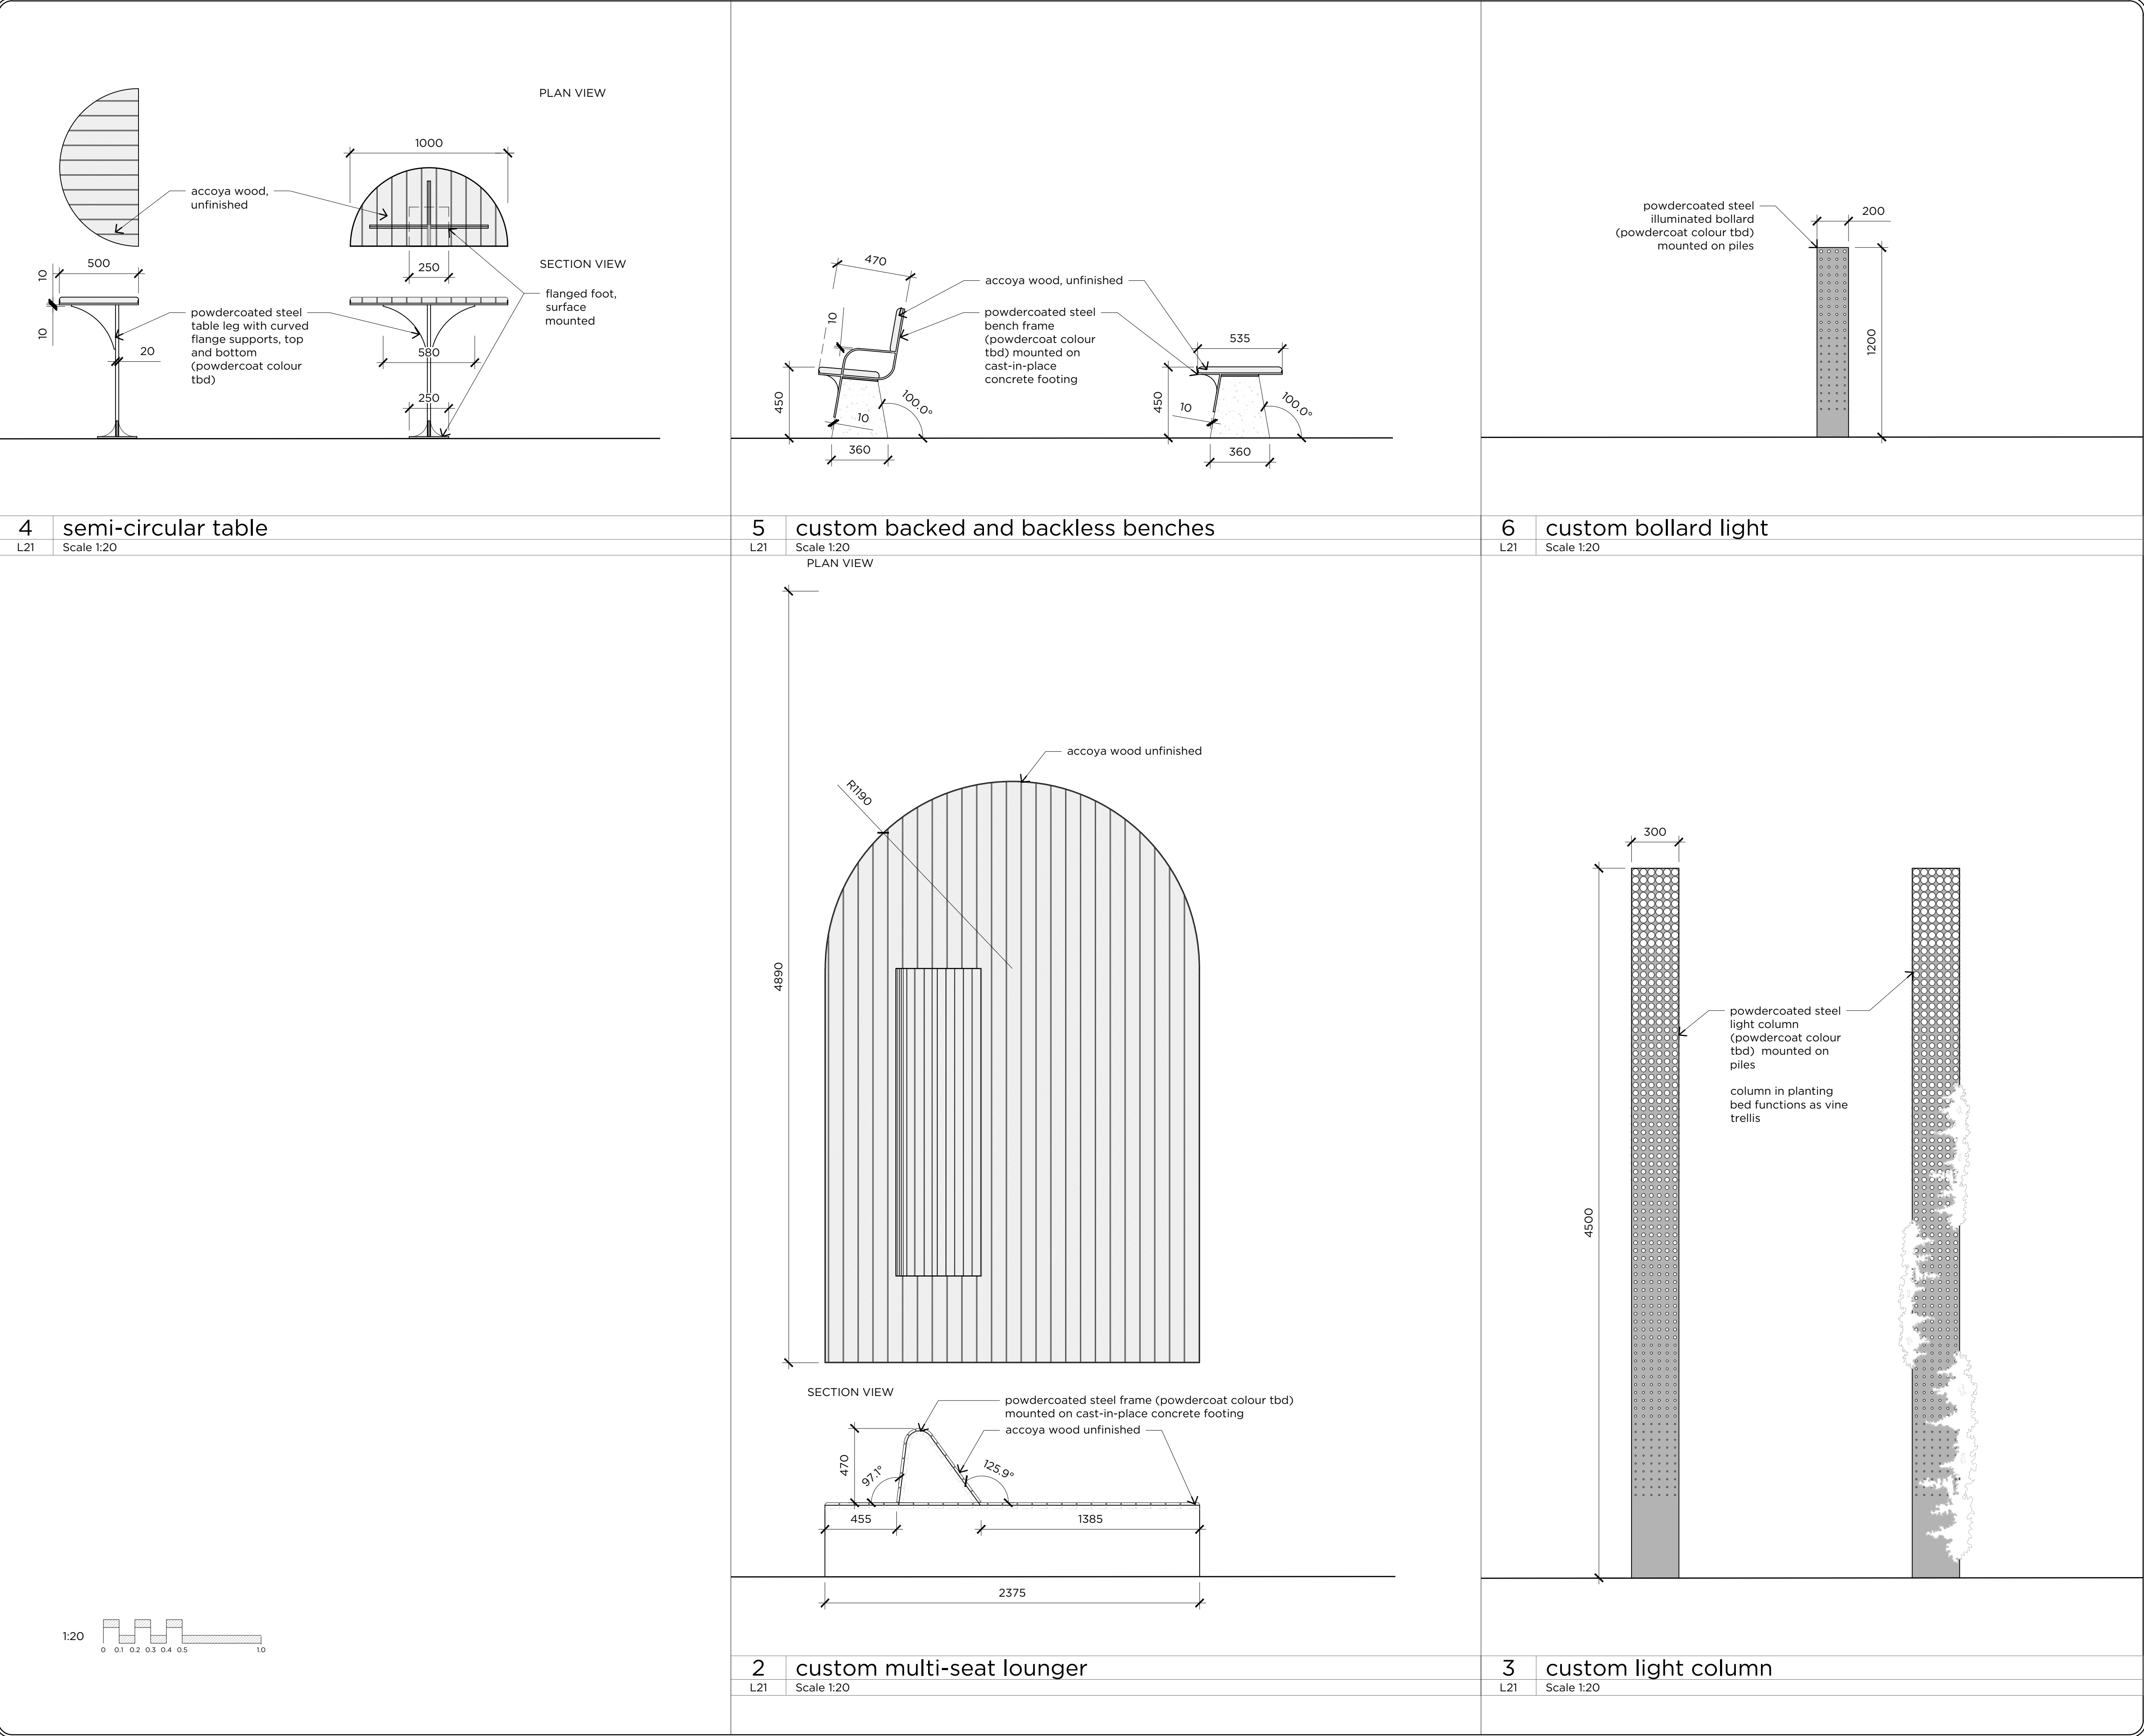 PLAN VIEW
1000
accoya wood,
unfinished
250
SECTION VIEW
10
500
10
flanged foot,
surface
mounted
powdercoated steel
table leg with curved
flange supports, top
and bottom
(powdercoat colour
tbd)
20
580
250
4 semi-circular table
L21 Scale 1:20
470
10
450
10
100.0°
360
accoya wood, unfinished
powdercoated steel
bench frame
(powdercoat colour
tbd) mounted on
cast-in-place
concrete footing
535
450
10
100.0°
360
5 custom backed and backless benches
L21 Scale 1:20
powdercoated steel
illuminated bollard
(powdercoat colour tbd)
mounted on piles
200
1200
6 custom bollard light
L21 Scale 1:20
PLAN VIEW
accoya wood unfinished
R1190
4890
SECTION VIEW
powdercoated steel frame (powdercoat colour tbd)
mounted on cast-in-place concrete footing
accoya wood unfinished
470
97.1°
125.9°
455
1385
2375
2 custom multi-seat lounger
L21 Scale 1:20
300
4500
powdercoated steel
light column
(powdercoat colour
tbd) mounted on
piles
column in planting
bed functions as vine
trellis
3 custom light column
L21 Scale 1:20
1:20
0 0.1 0.2 0.3 0.4 0.5 1.0